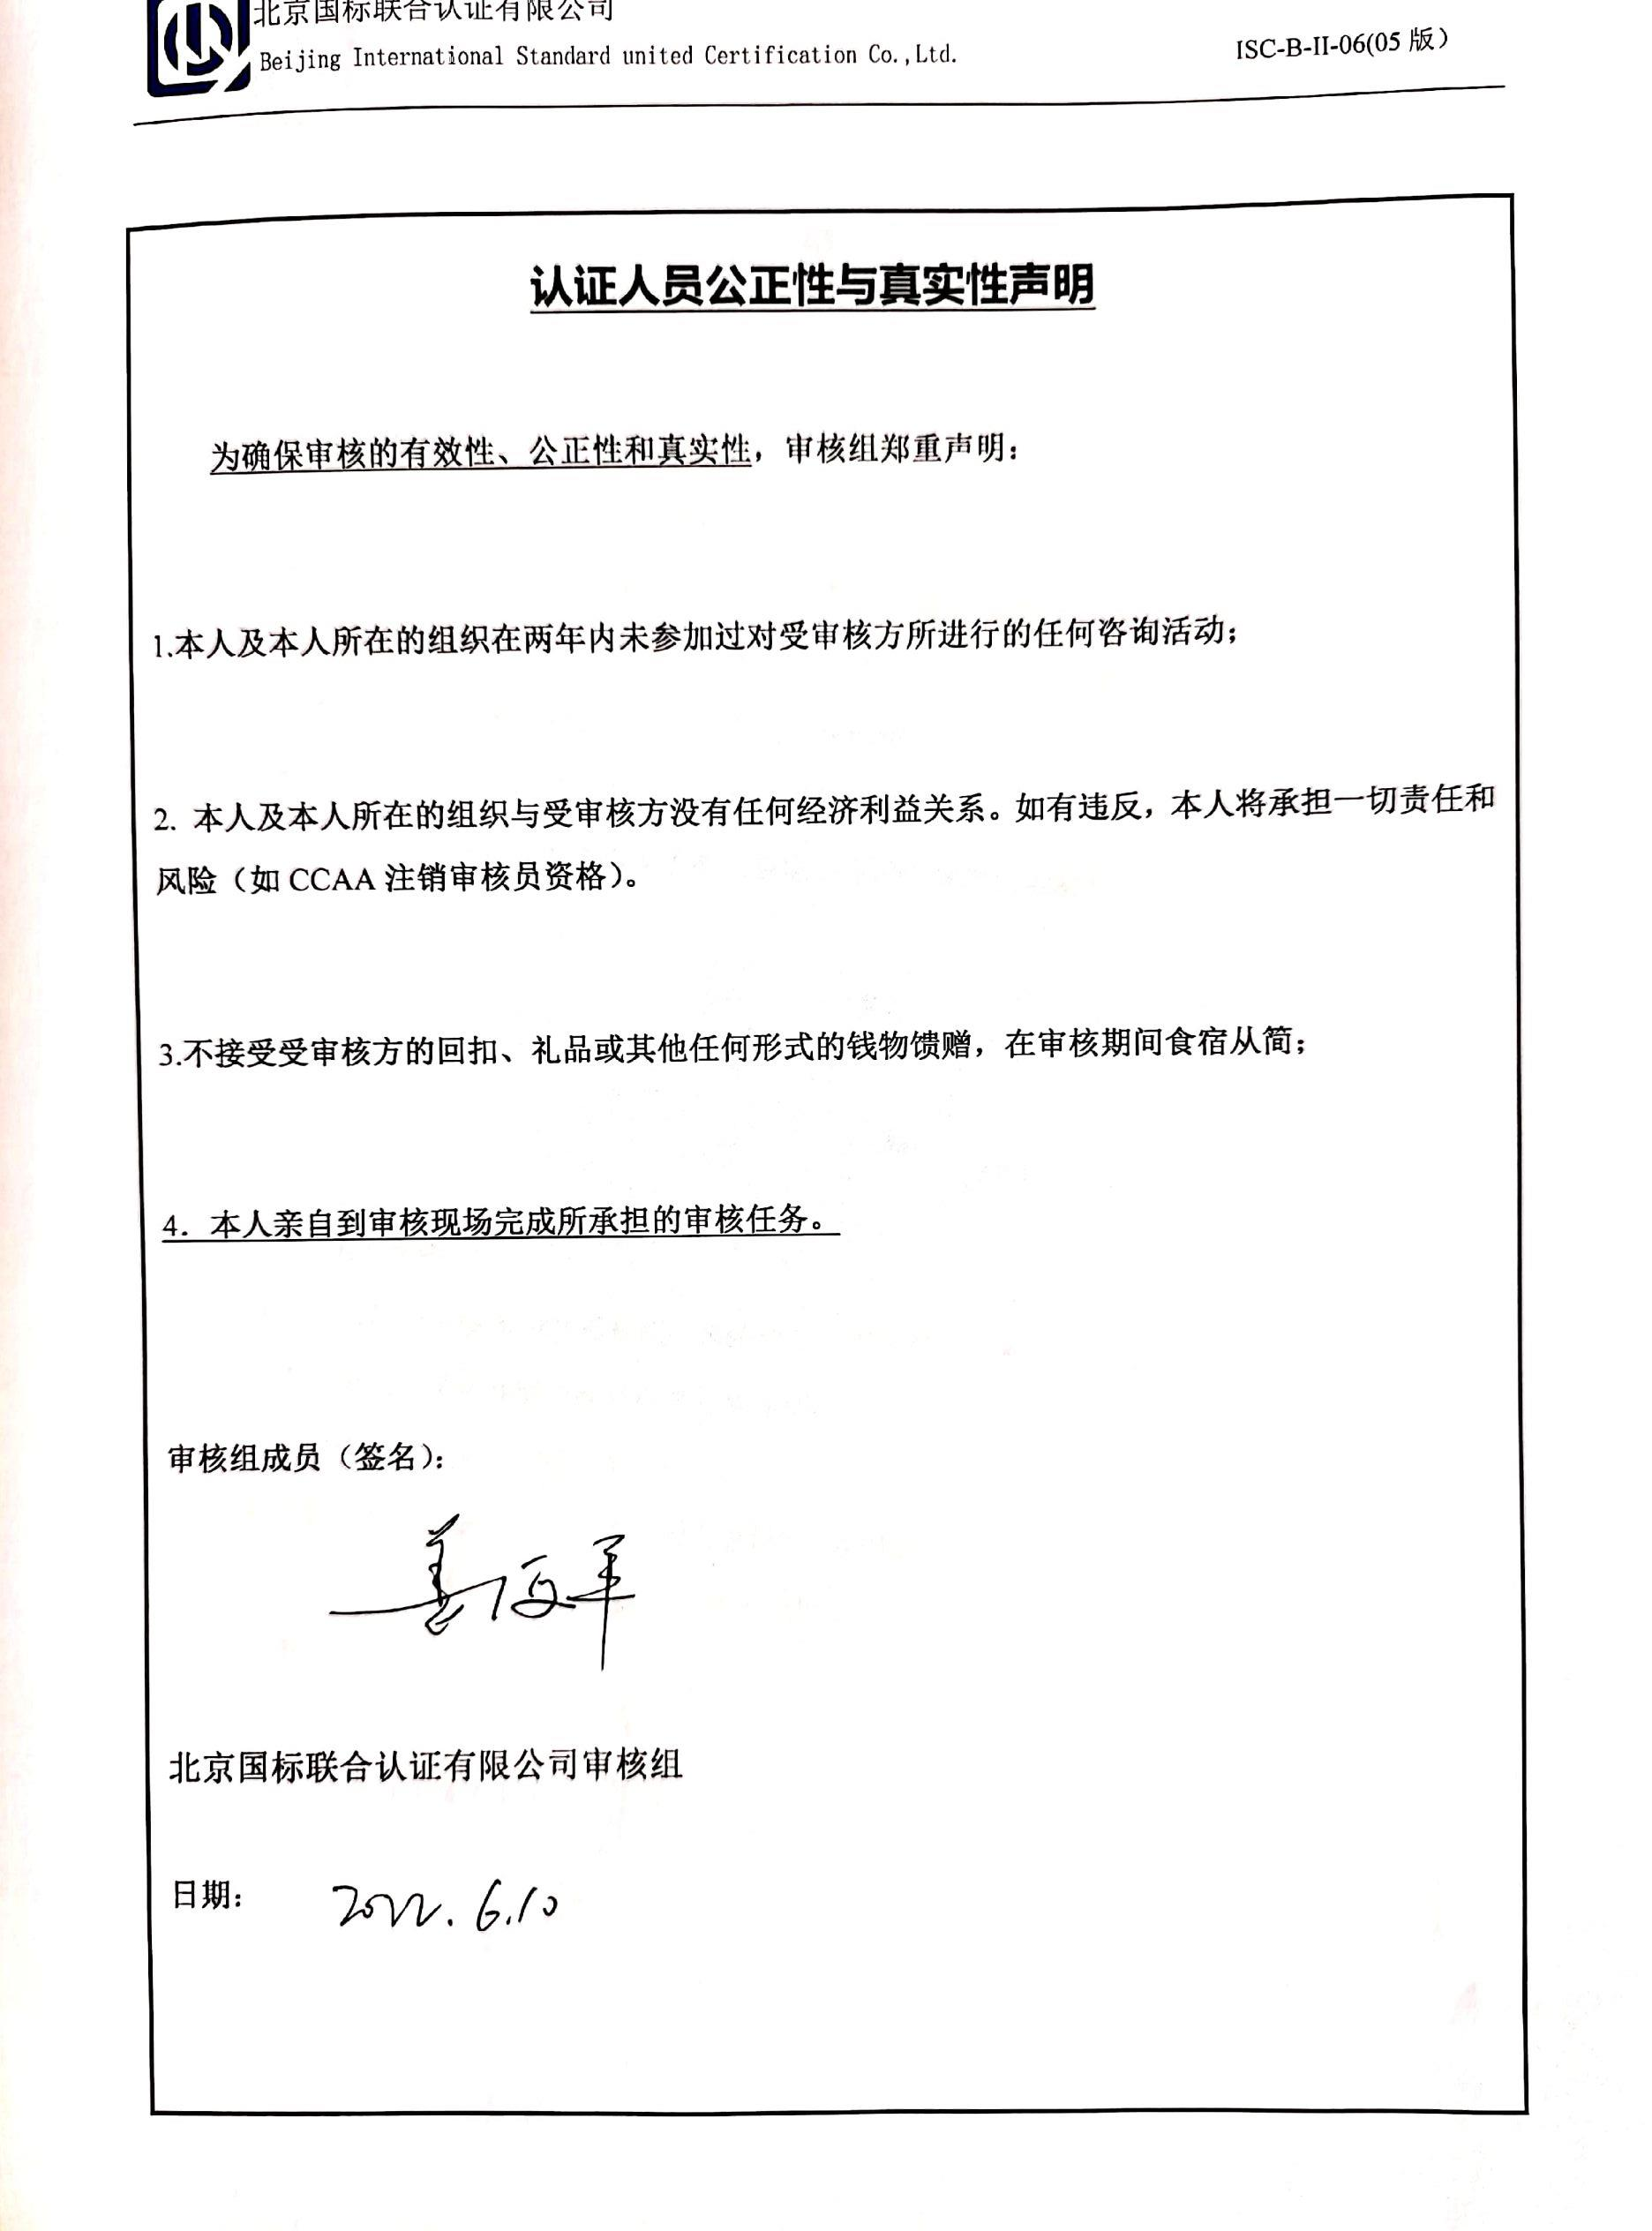 北京国标联合认证有限公司
Beijing International Standard united Certification Co.,Ltd.
ISC-B-II-06(05 版)
认证人员公正性与真实性声明
为确保审核的有效性、公正性和真实性，审核组郑重声明：
1.本人及本人所在的组织在两年内未参加过对受审核方所进行的任何咨询活动；
2. 本人及本人所在的组织与受审核方没有任何经济利益关系。如有违反，本人将承担一切责任和
风险（如 CCAA 注销审核员资格）。
3.不接受受审核方的回扣、礼品或其他任何形式的钱物馈赠，在审核期间食宿从简；
4. 本人亲自到审核现场完成所承担的审核任务。
审核组成员（签名）：
北京国标联合认证有限公司审核组
日期： 2022.6.10